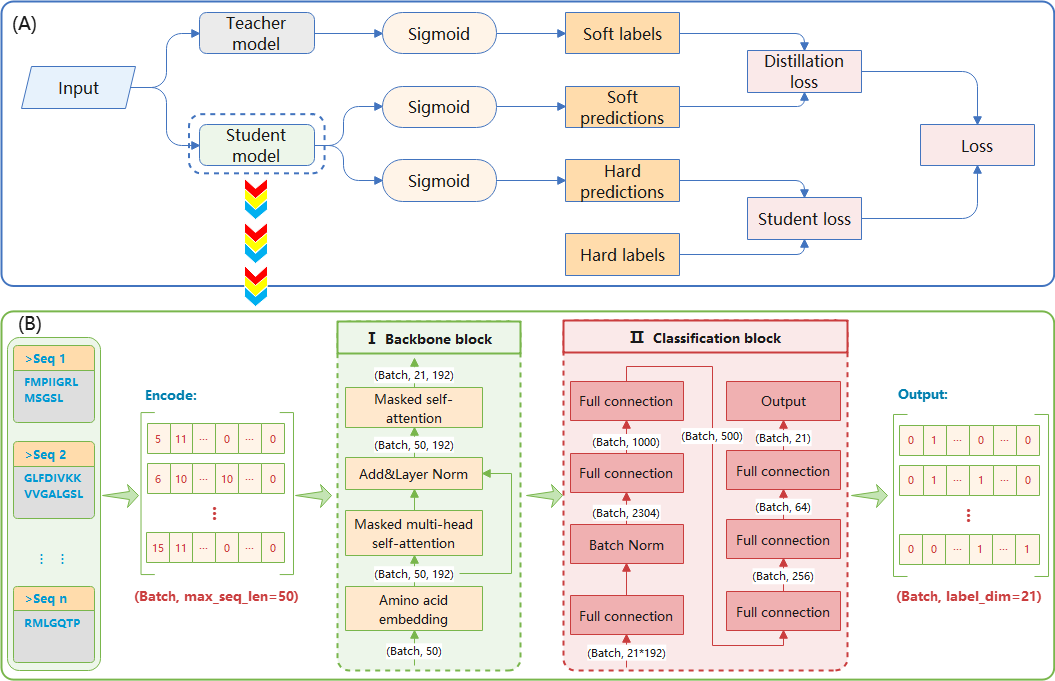 (A)
Input
Teacher
model
Sigmoid
Soft labels
Distillation
loss
Student
model
Sigmoid
Soft
predictions
Loss
Sigmoid
Hard
predictions
Student loss
Hard labels
(B)
>Seq 1
FMPIIGRL
MSGSL
>Seq 2
GLFDIVKK
VVGALGSL
⋮ ⋮
>Seq n
RMLGQTP
Encode:
5 11 ... 0 ... 0
6 10 ... 10 ... 0
⋮
15 11 ... 0 ... 0
(Batch, max_seq_len=50)
Ⅰ Backbone block
(Batch, 21, 192)
Masked self-
attention
(Batch, 50, 192)
Add&Layer Norm
Masked multi-head
self-attention
(Batch, 50, 192)
Amino acid
embedding
(Batch, 50)
Ⅱ Classification block
Full connection
(Batch, 1000)
Full connection
(Batch, 2304)
Batch Norm
Full connection
(Batch, 21*192)
(Batch, 500)
Output
(Batch, 21)
Full connection
(Batch, 64)
Full connection
(Batch, 256)
Full connection
Output:
0 1 ... 0 ... 0
0 1 ... 1 ... 0
⋮
0 0 ... 1 ... 1
(Batch, label_dim=21)